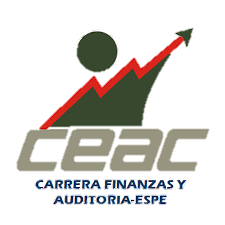 ceac
CARRERA FINANZAS Y
AUDITORIA-ESPE